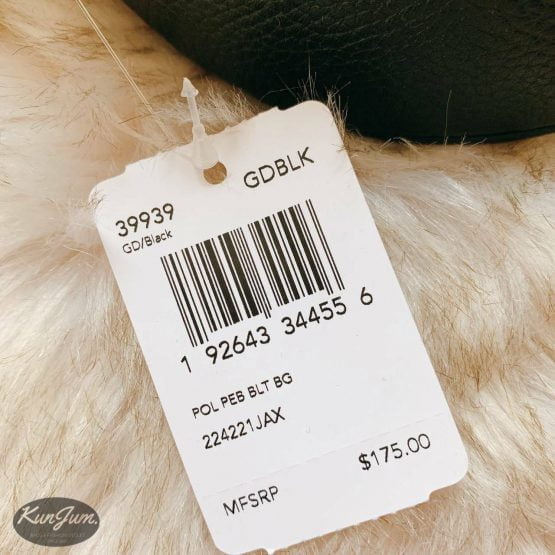 GDBLK
39939
GD/Black
1 92643 34455 6
POL PEB BLT BG
224221JAX
MFSRP $175.00
KunJum.